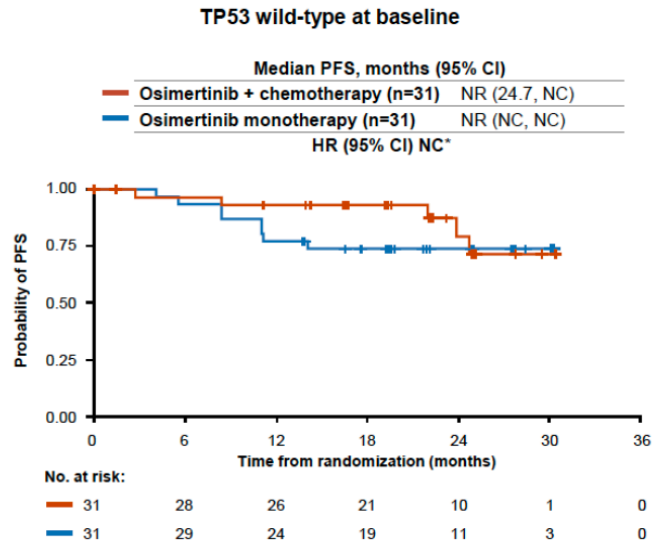 TP53 wild-type at baseline
Median PFS, months (95% CI)
Osimertinib + chemotherapy (n=31) NR (24.7, NC)
Osimertinib monotherapy (n=31) NR (NC, NC)
HR (95% CI) NC*
Probability of PFS
1.00
0.75
0.50
0.25
0.00
0 6 12 18 24 30 36
Time from randomization (months)
No. at risk:
31 28 26 21 10 1 0
31 29 24 19 11 3 0